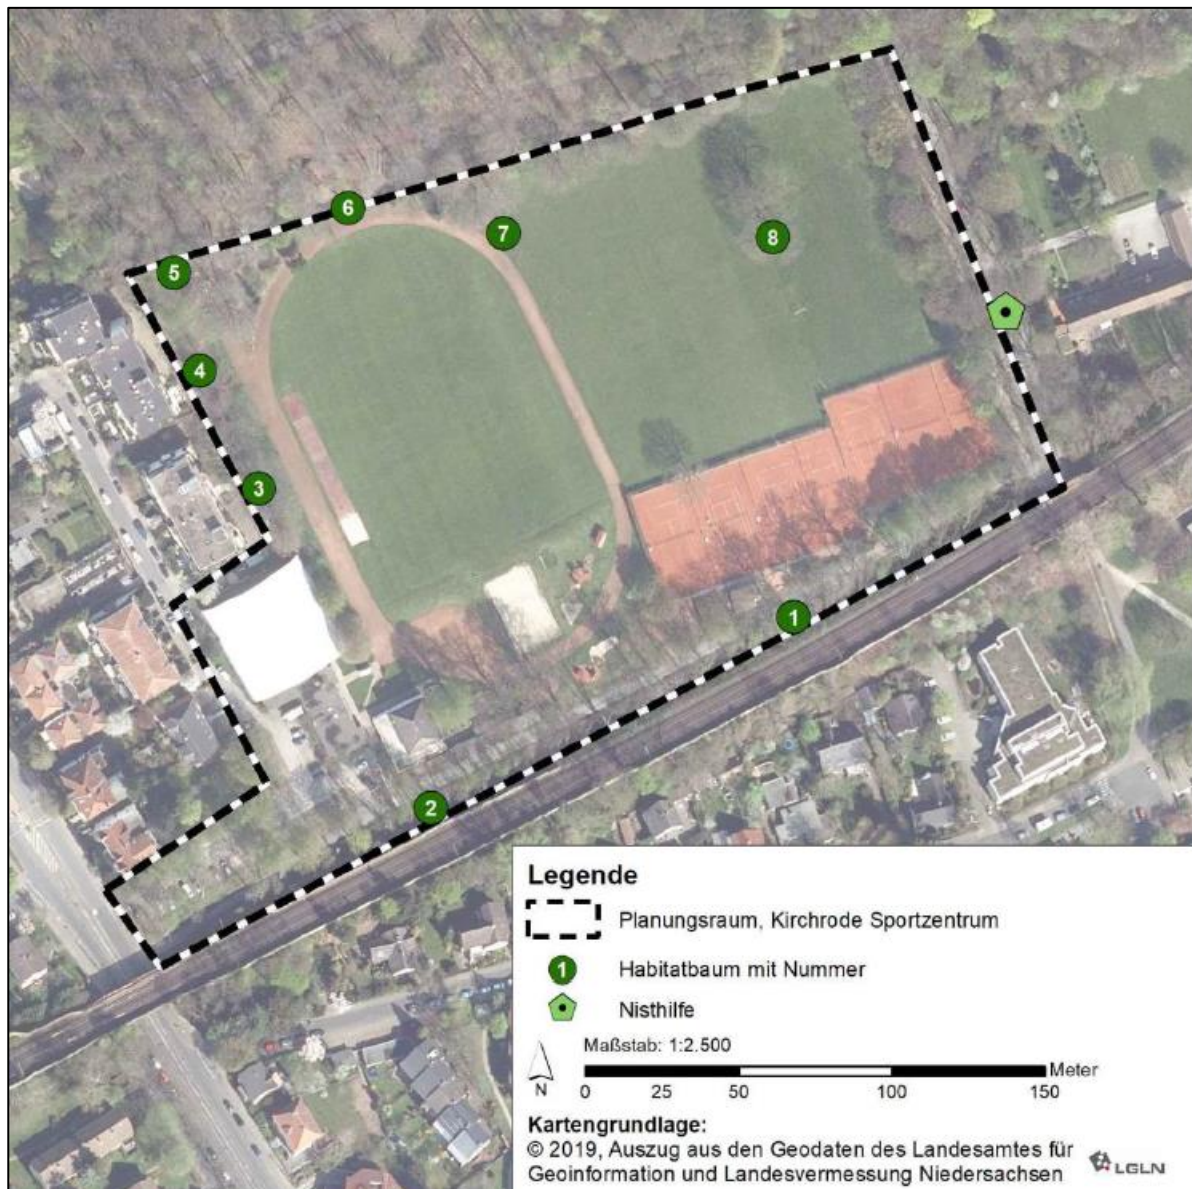 6
7
8
5
4
3
1
2
Legende
Planungsraum, Kirchrode Sportzentrum
1 Habitatbaum mit Nummer
Nisthilfe
Maßstab: 1:2.500
N
0 25 50 100 150 Meter
Kartengrundlage:
© 2019, Auszug aus den Geodaten des Landesamtes für
Geoinformation und Landesvermessung Niedersachsen
LGLN